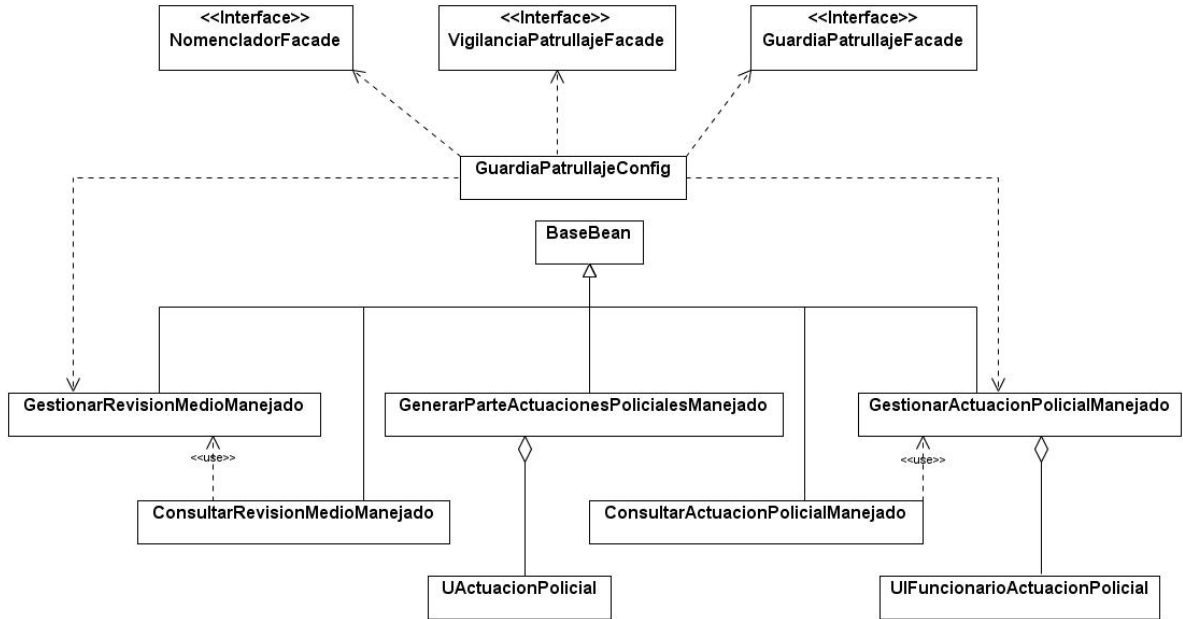 <<Interface>>
NomencladorFacade
<<Interface>>
VigilanciaPatrullajeFacade
<<Interface>>
GuardiaPatrullajeFacade
GuardiaPatrullajeConfig
BaseBean
GestionarRevisionMedioManejado
GenerarParteActuacionesPolicialesManejado
GestionarActuacionPolicialManejado
<<use>>
<<use>>
ConsultarRevisionMedioManejado
ConsultarActuacionPolicialManejado
UActuacionPolicial
UIFuncionarioActuacionPolicial